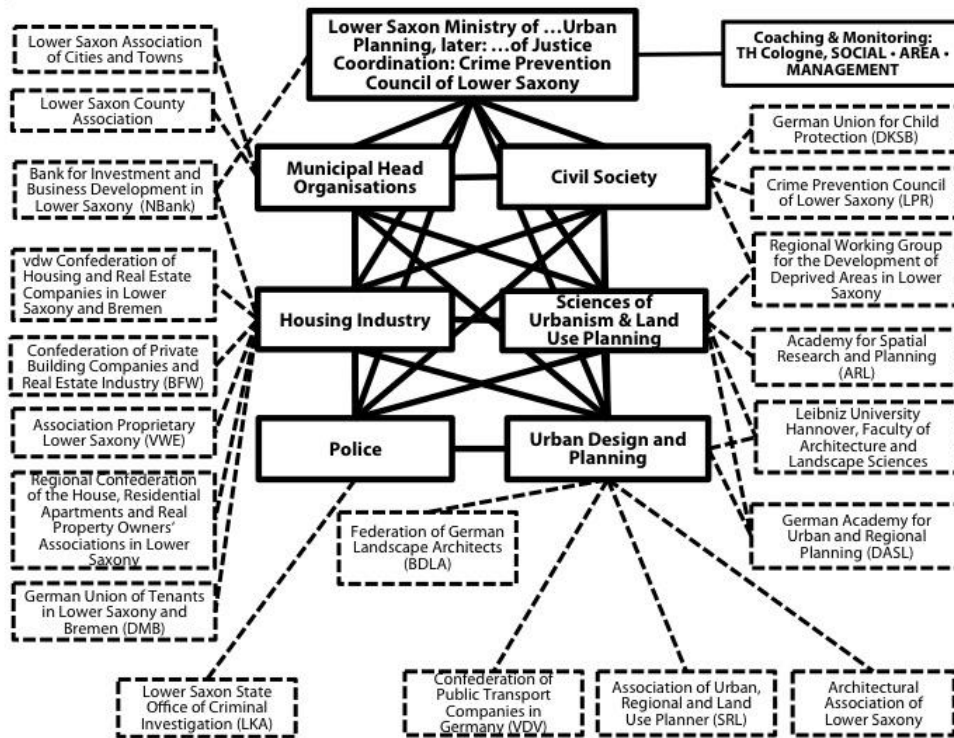 Lower Saxon Ministry of ...Urban
Planning, later: ...of Justice
Coordination: Crime Prevention
Council of Lower Saxony
Coaching & Monitoring:
TH Cologne, SOCIAL • AREA •
MANAGEMENT
Lower Saxon Association
of Cities and Towns
Lower Saxon County
Association
Bank for Investment and
Business Development in
Lower Saxony (NBank)
vdw Confederation of
Housing and Real Estate
Companies in Lower
Saxony and Bremen
Confederation of Private
Building Companies and
Real Estate Industry (BFW)
Association Proprietary
Lower Saxony (VWE)
Regional Confederation
of the House, Residential
Apartments and Real
Property Owners'
Associations in Lower
Saxony
German Union of Tenants
in Lower Saxony and
Bremen (DMB)
Municipal Head
Organisations
Civil Society
Housing Industry
Sciences of
Urbanism & Land
Use Planning
Police
Urban Design and
Planning
German Union for Child
Protection (DKSB)
Crime Prevention Council
of Lower Saxony (LPR)
Regional Working Group
for the Development of
Deprived Areas in Lower
Saxony
Academy for Spatial
Research and Planning
(ARL)
Leibniz University
Hannover, Faculty of
Architecture and
Landscape Sciences
German Academy for
Urban and Regional
Planning (DASL)
Federation of German
Landscape Architects
(BDLA)
Lower Saxon State
Office of Criminal
Investigation (LKA)
Confederation of
Public Transport
Companies in
Germany (VDV)
Association of Urban,
Regional and Land
Use Planner (SRL)
Architectural
Association of
Lower Saxony